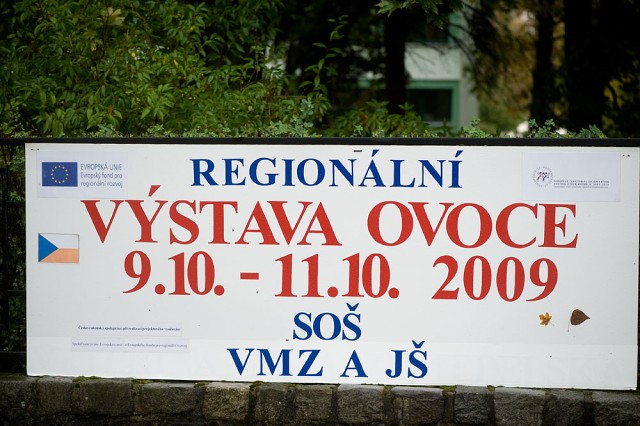 EVROPSKÁ UNIE
Evropský fond pro
regionální rozvoj
REGIONÁLNÍ
VÝSTAVA OVOCE
9.10. - 11.10. 2009
SOŠ
VMZ A JŠ